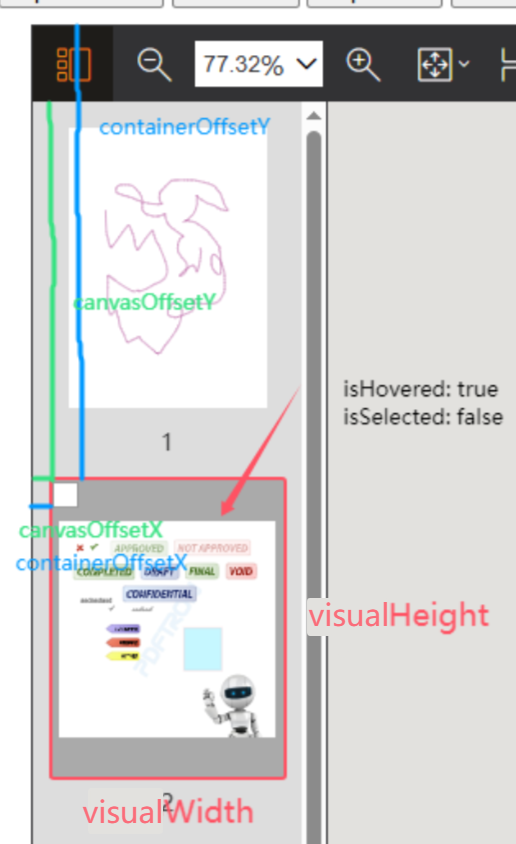 77.32%
containerOffsetY
canvasOffsetY
isHovered: true
isSelected: false
1
canvasOffsetX
APPROVED NOT APPROVED
containerOffsetX
COMPLETED DRAFT FINAL VOID
CONFIDENTIAL
visualHeight
2
visualWidth